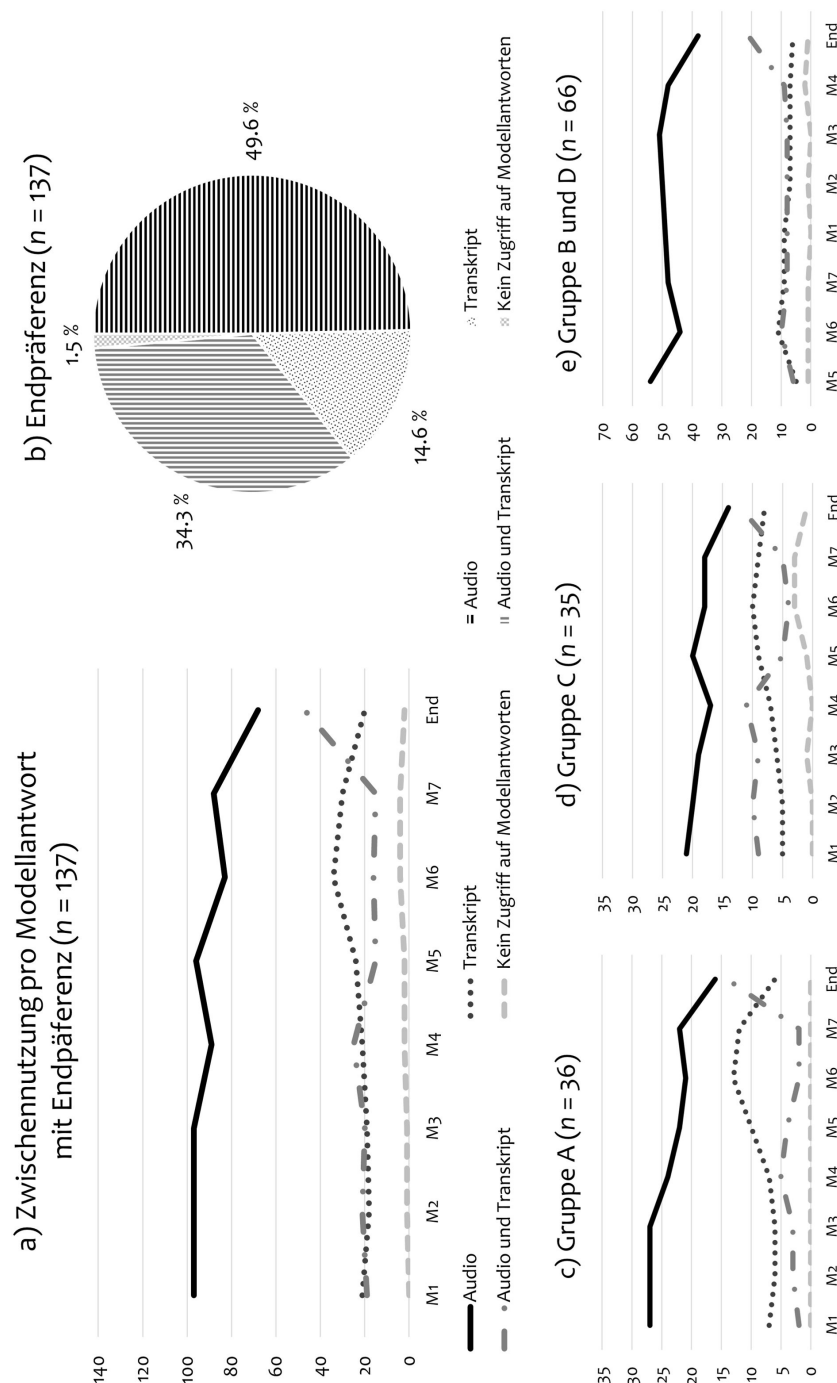 a) Zwischennutzung pro Modellantwort
mit Endpäferenz (n = 137)
140
120
100
80
60
40
20
0
M1
M2
M3
M4
M5
M6
M7
End
Audio
Transkript
Audio und Transkript
Kein Zugriff auf Modellantworten
b) Endpräferenz (n = 137)
1.5 %
34.3 %
49.6 %
14.6 %
Audio
Transkript
Audio und Transkript
Kein Zugriff auf Modellantworten
c) Gruppe A (n = 36)
35
30
25
20
15
10
5
0
M1
M2
M3
M4
M5
M6
M7
End
d) Gruppe C (n = 35)
35
30
25
20
15
10
5
0
M1
M2
M3
M4
M5
M6
M7
End
e) Gruppe B und D (n = 66)
70
60
50
40
30
20
10
0
M5
M6
M7
M1
M2
M3
M4
End